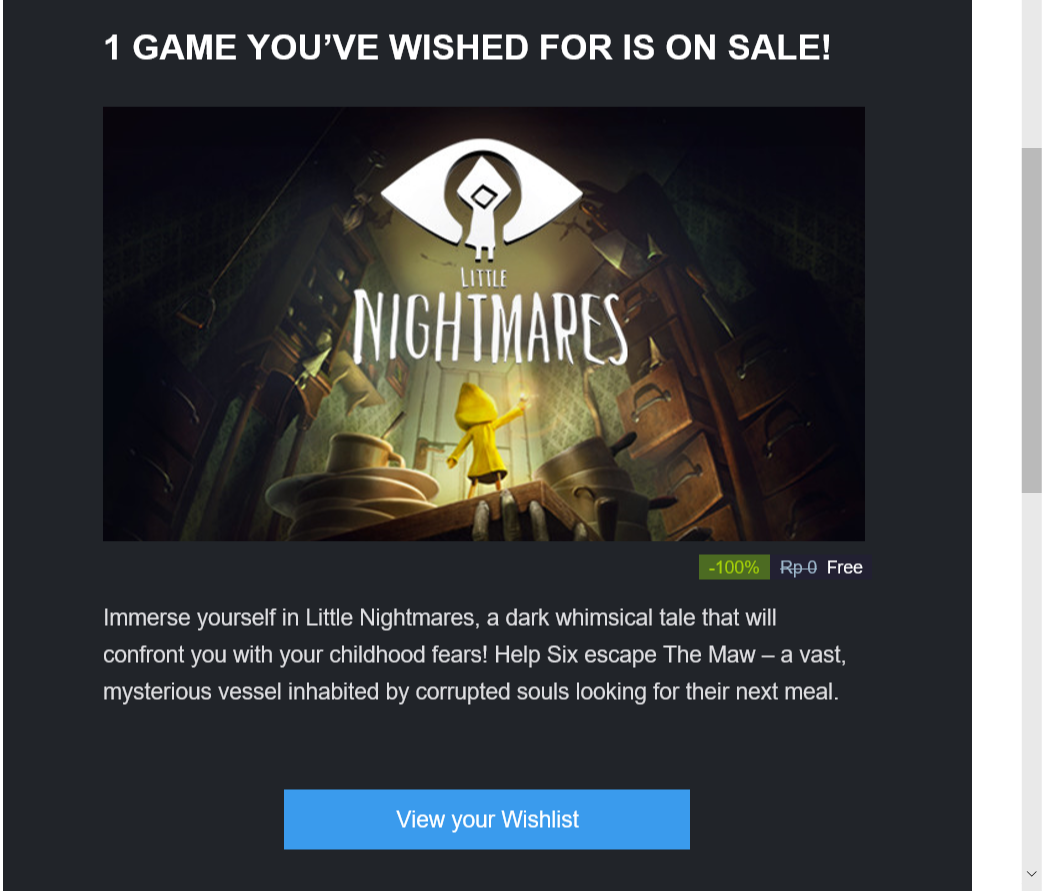 1 GAME YOU’VE WISHED FOR IS ON SALE!
LITTLE
NIGHTMARES
-100% Rp 0 Free
Immerse yourself in Little Nightmares, a dark whimsical tale that will
confront you with your childhood fears! Help Six escape The Maw – a vast,
mysterious vessel inhabited by corrupted souls looking for their next meal.
View your Wishlist